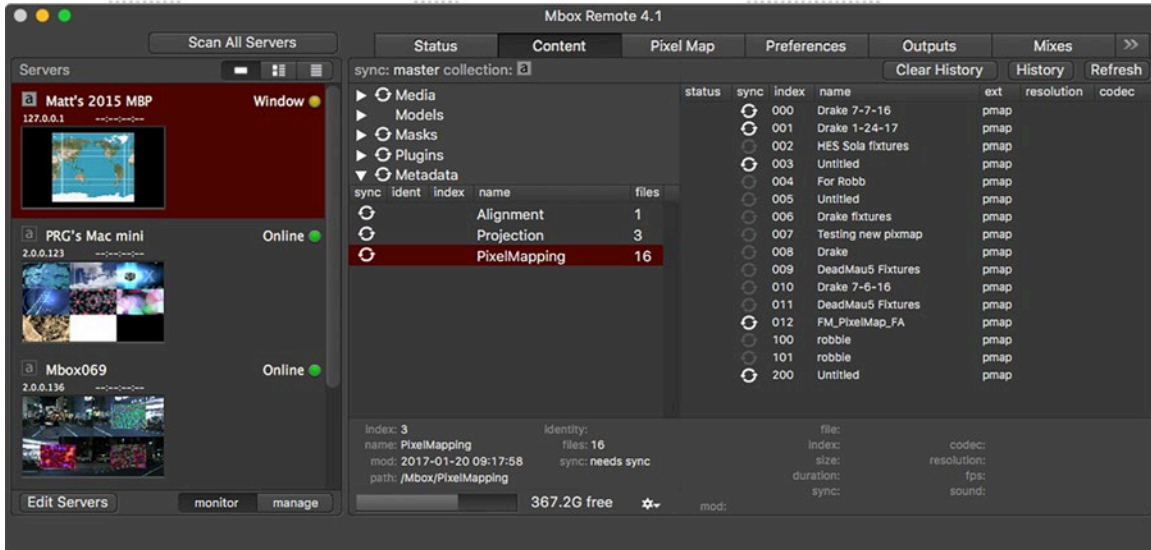 Mbox Remote 4.1
Scan All Servers
Status Content Pixel Map Preferences Outputs Mixes >>
Servers
sync: master collection: a
Clear History History Refresh
a Matt's 2015 MBP Window
127.0.0.1 --:--:--:--
a PRG's Mac mini Online
2.0.0.123 --:--:--:--
a Mbox069 Online
2.0.0.136 --:--:--:--
Edit Servers monitor manage
Media
Models
Masks
Plugins
Metadata
sync ident index name files
Alignment 1
Projection 3
PixelMapping 16
index: 3 identity:
name: PixelMapping files: 16
mod: 2017-01-20 09:17:58 sync: needs sync
path: /Mbox/PixelMapping
367.2G free
status sync index name ext resolution codec
000 Drake 7-7-16 pmap
001 Drake 1-24-17 pmap
002 HES Sola fixtures pmap
003 Untitled pmap
004 For Robb pmap
005 Untitled pmap
006 Drake fixtures pmap
007 Testing new pixmap pmap
008 Drake pmap
009 DeadMau5 Fixtures pmap
010 Drake 7-6-16 pmap
011 DeadMau5 Fixtures pmap
012 FM_PixelMap_FA pmap
100 robbie pmap
101 robbie pmap
200 Untitled pmap
file:
index: codec:
size: resolution:
duration: fps:
sync: sound:
mod: